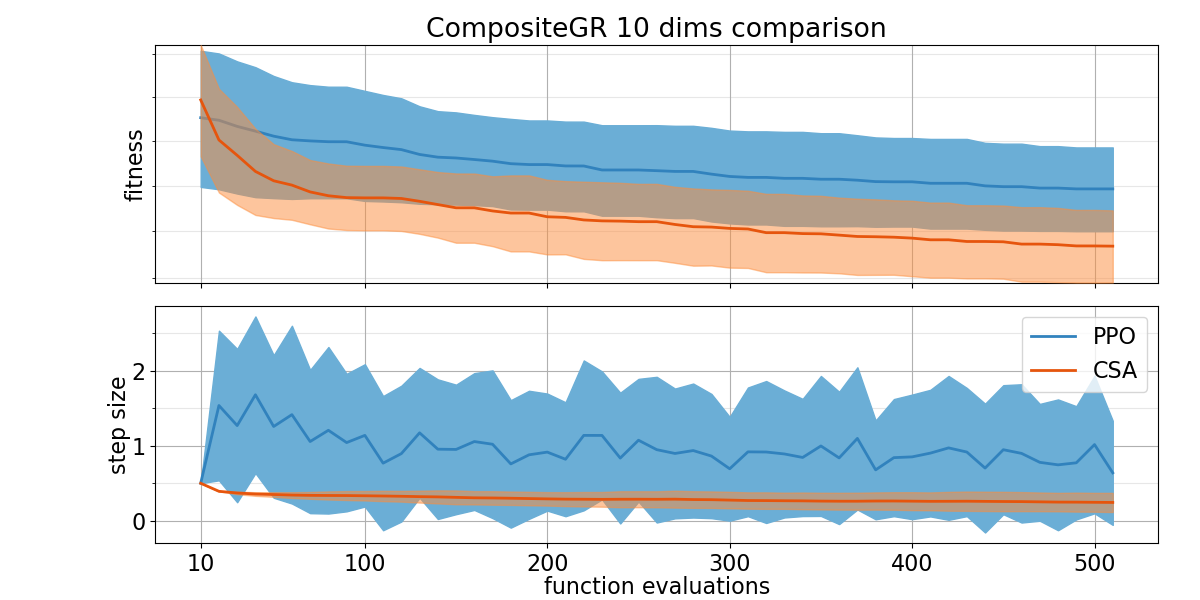 CompositeGR 10 dims comparison
fitness
step size
2
1
0
PPO
CSA
10
100
200
300
400
500
function evaluations